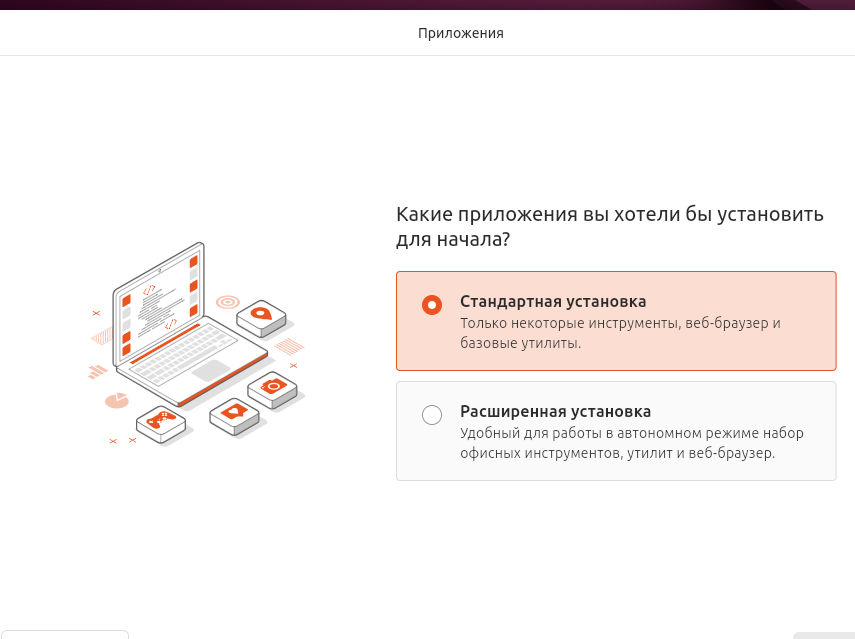 Приложения
Какие приложения вы хотели бы установить
для начала?
Стандартная установка
Только некоторые инструменты, веб-браузер и
базовые утилиты.
Расширенная установка
Удобный для работы в автономном режиме набор
офисных инструментов, утилит и веб-браузер.